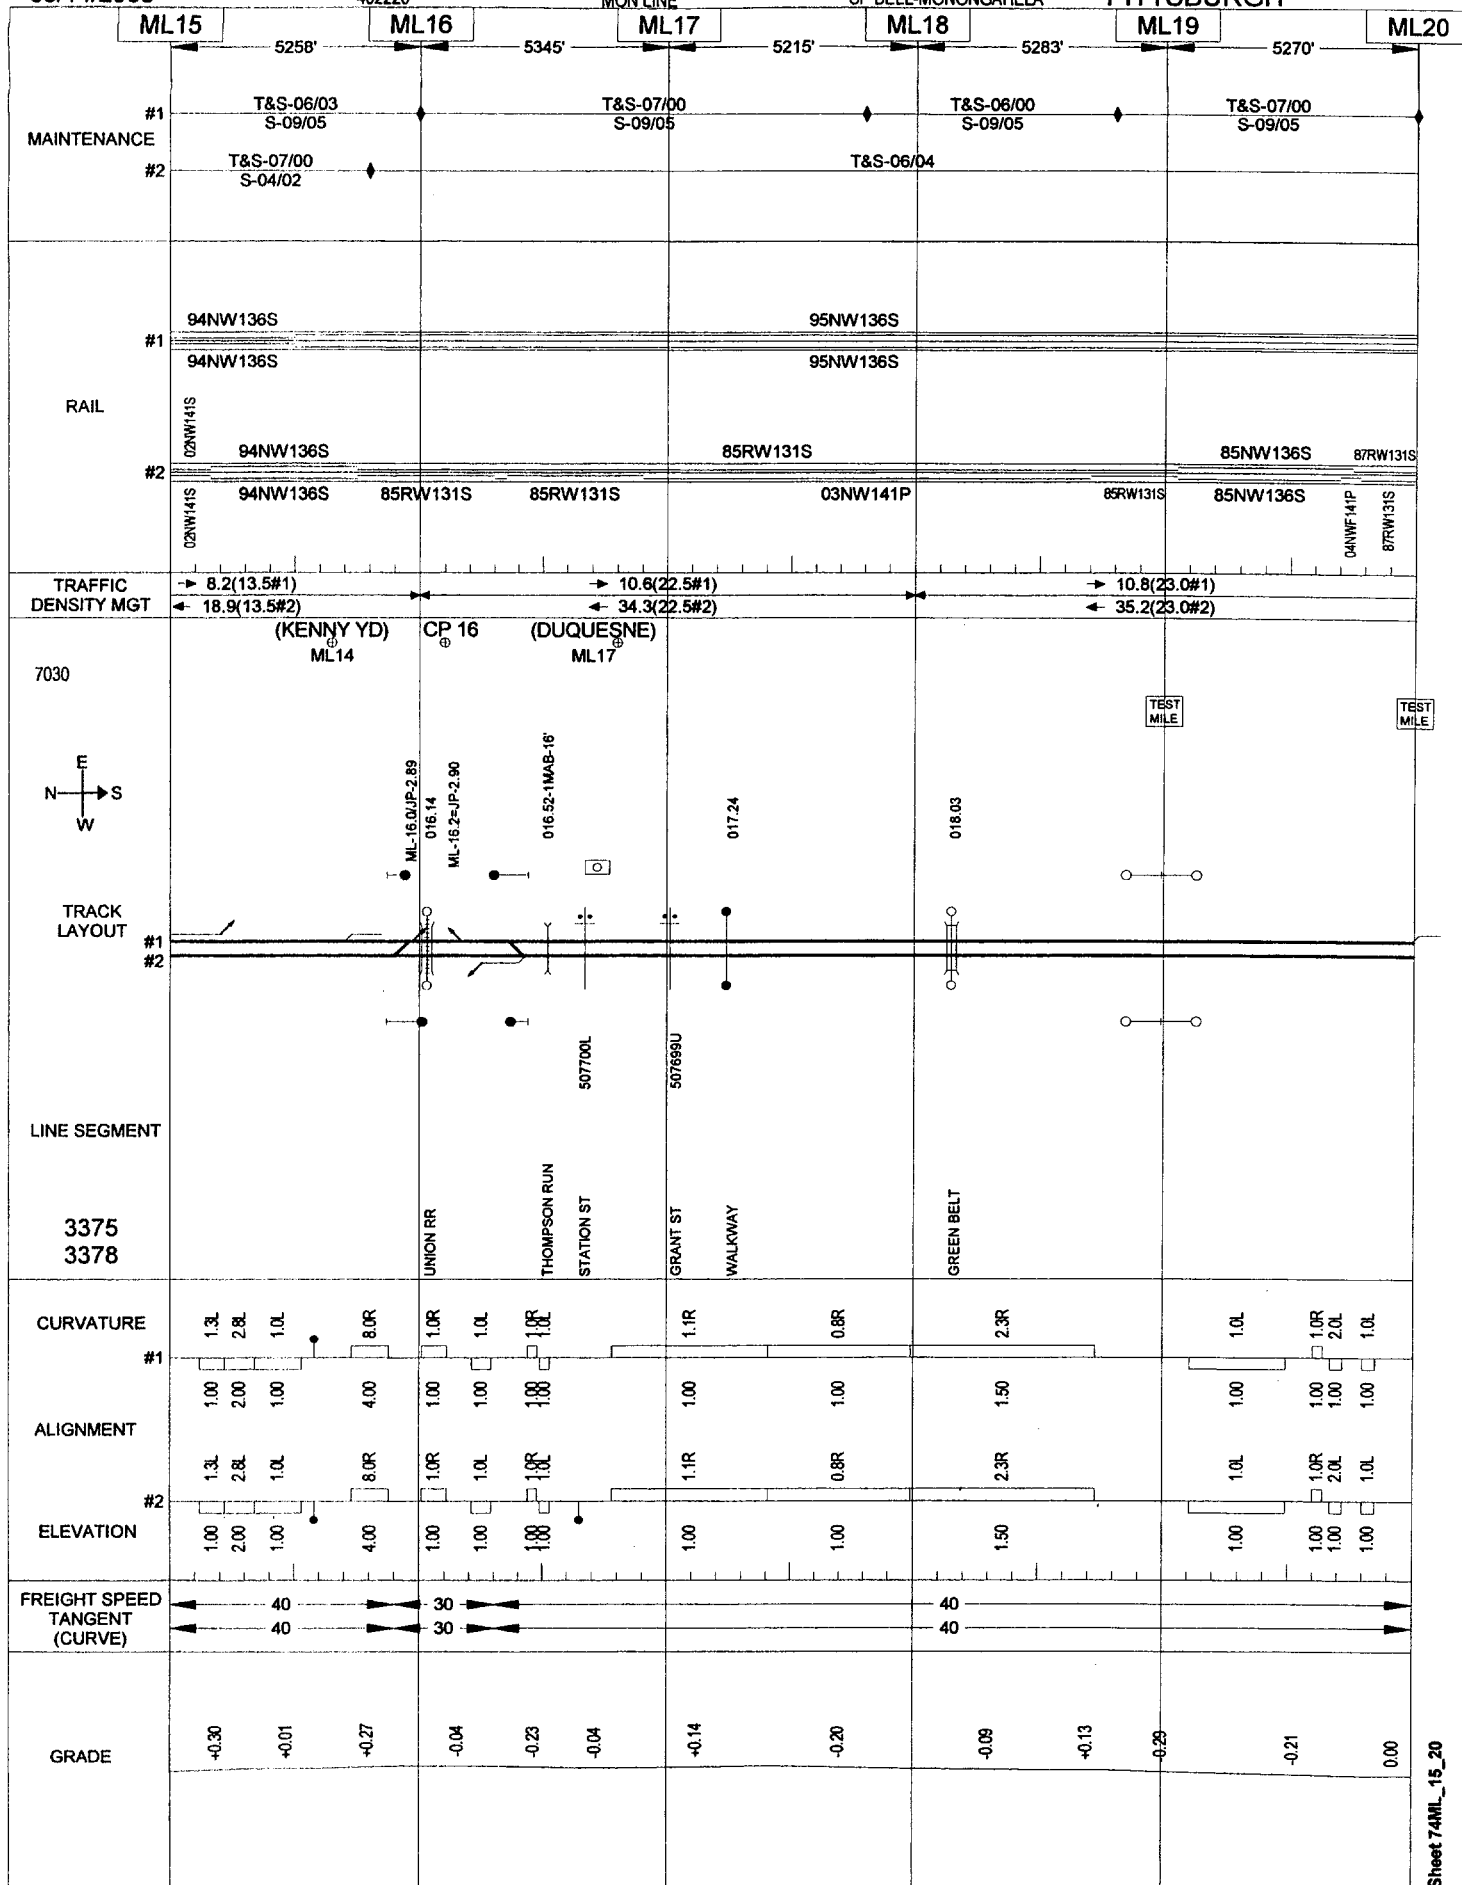 MON LINE
PITTSBURGH
ML15 ML16 ML17 ML18 ML19 ML20
5258' 5345' 5215' 5283' 5270'
MAINTENANCE
#1 T&S-06/03 T&S-07/00 T&S-06/00 T&S-07/00
S-09/05 S-09/05 S-09/05 S-09/05
#2 T&S-07/00 T&S-06/04
S-04/02
RAIL
94NW136S 95NW136S
#1
94NW136S 95NW136S
02NW141S 94NW136S 85RW131S 85NW136S 87RW131S
#2
02NW141S 94NW136S 85RW131S 85RW131S 03NW141P 85RW131S 85NW136S 04NWF141P 87RW131S
TRAFFIC
DENSITY MGT
8.2(13.5#1) 10.6(22.5#1) 10.8(23.0#1)
18.9(13.5#2) 34.3(22.5#2) 35.2(23.0#2)
(KENNY YD) CP 16 (DUQUESNE)
ML14 ML17
7030
TEST
MILE
TEST
MILE
E
N S
W
ML-16.0/JP-2.89
016.14
ML-16.2=JP-2.90
016.52-1MAB-16'
017.24
018.03
TRACK
LAYOUT
#1
#2
507700L
507699U
LINE SEGMENT
3375
3378
UNION RR
THOMPSON RUN
STATION ST
GRANT ST
WALKWAY
GREEN BELT
CURVATURE
1.3L 2.8L 1.0L 8.0R 1.0R 1.0L 1.0R 1.0L 1.1R 0.8R 2.3R 1.0L 1.0R 2.0L 1.0L
#1
1.00 2.00 1.00 4.00 1.00 1.00 1.00 1.00 1.00 1.00 1.50 1.00 1.00 1.00 1.00
ALIGNMENT
1.3L 2.8L 1.0L 8.0R 1.0R 1.0L 1.0R 1.0L 1.1R 0.8R 2.3R 1.0L 1.0R 2.0L 1.0L
#2
ELEVATION
1.00 2.00 1.00 4.00 1.00 1.00 1.00 1.00 1.00 1.00 1.50 1.00 1.00 1.00 1.00
FREIGHT SPEED
TANGENT
(CURVE)
40 30 40
40 30 40
GRADE
+0.30 +0.01 +0.27 -0.04 -0.23 -0.04 +0.14 -0.20 -0.09 +0.13 -0.29 -0.21 0.00
Sheet 74ML_15_20